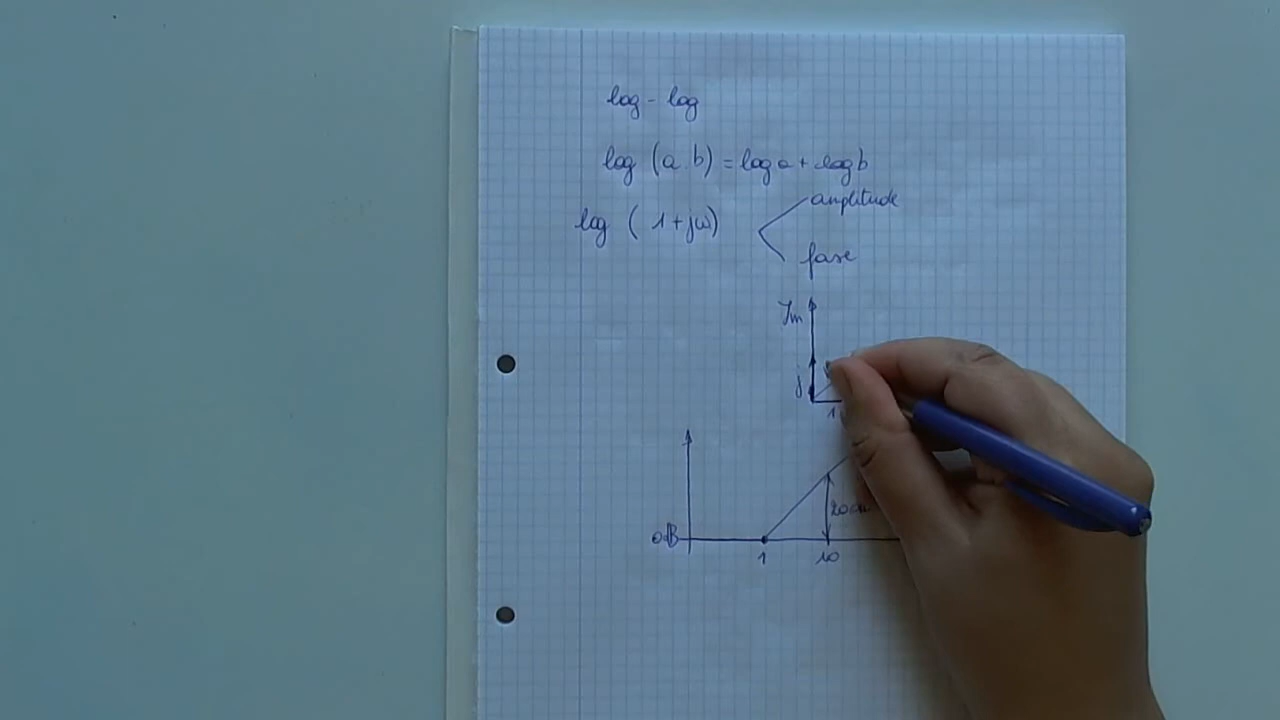 log - log
log (a.b) = log a + log b
log ( 1+jω)
amplitude
fase
Im
j
1
0dB
1
10